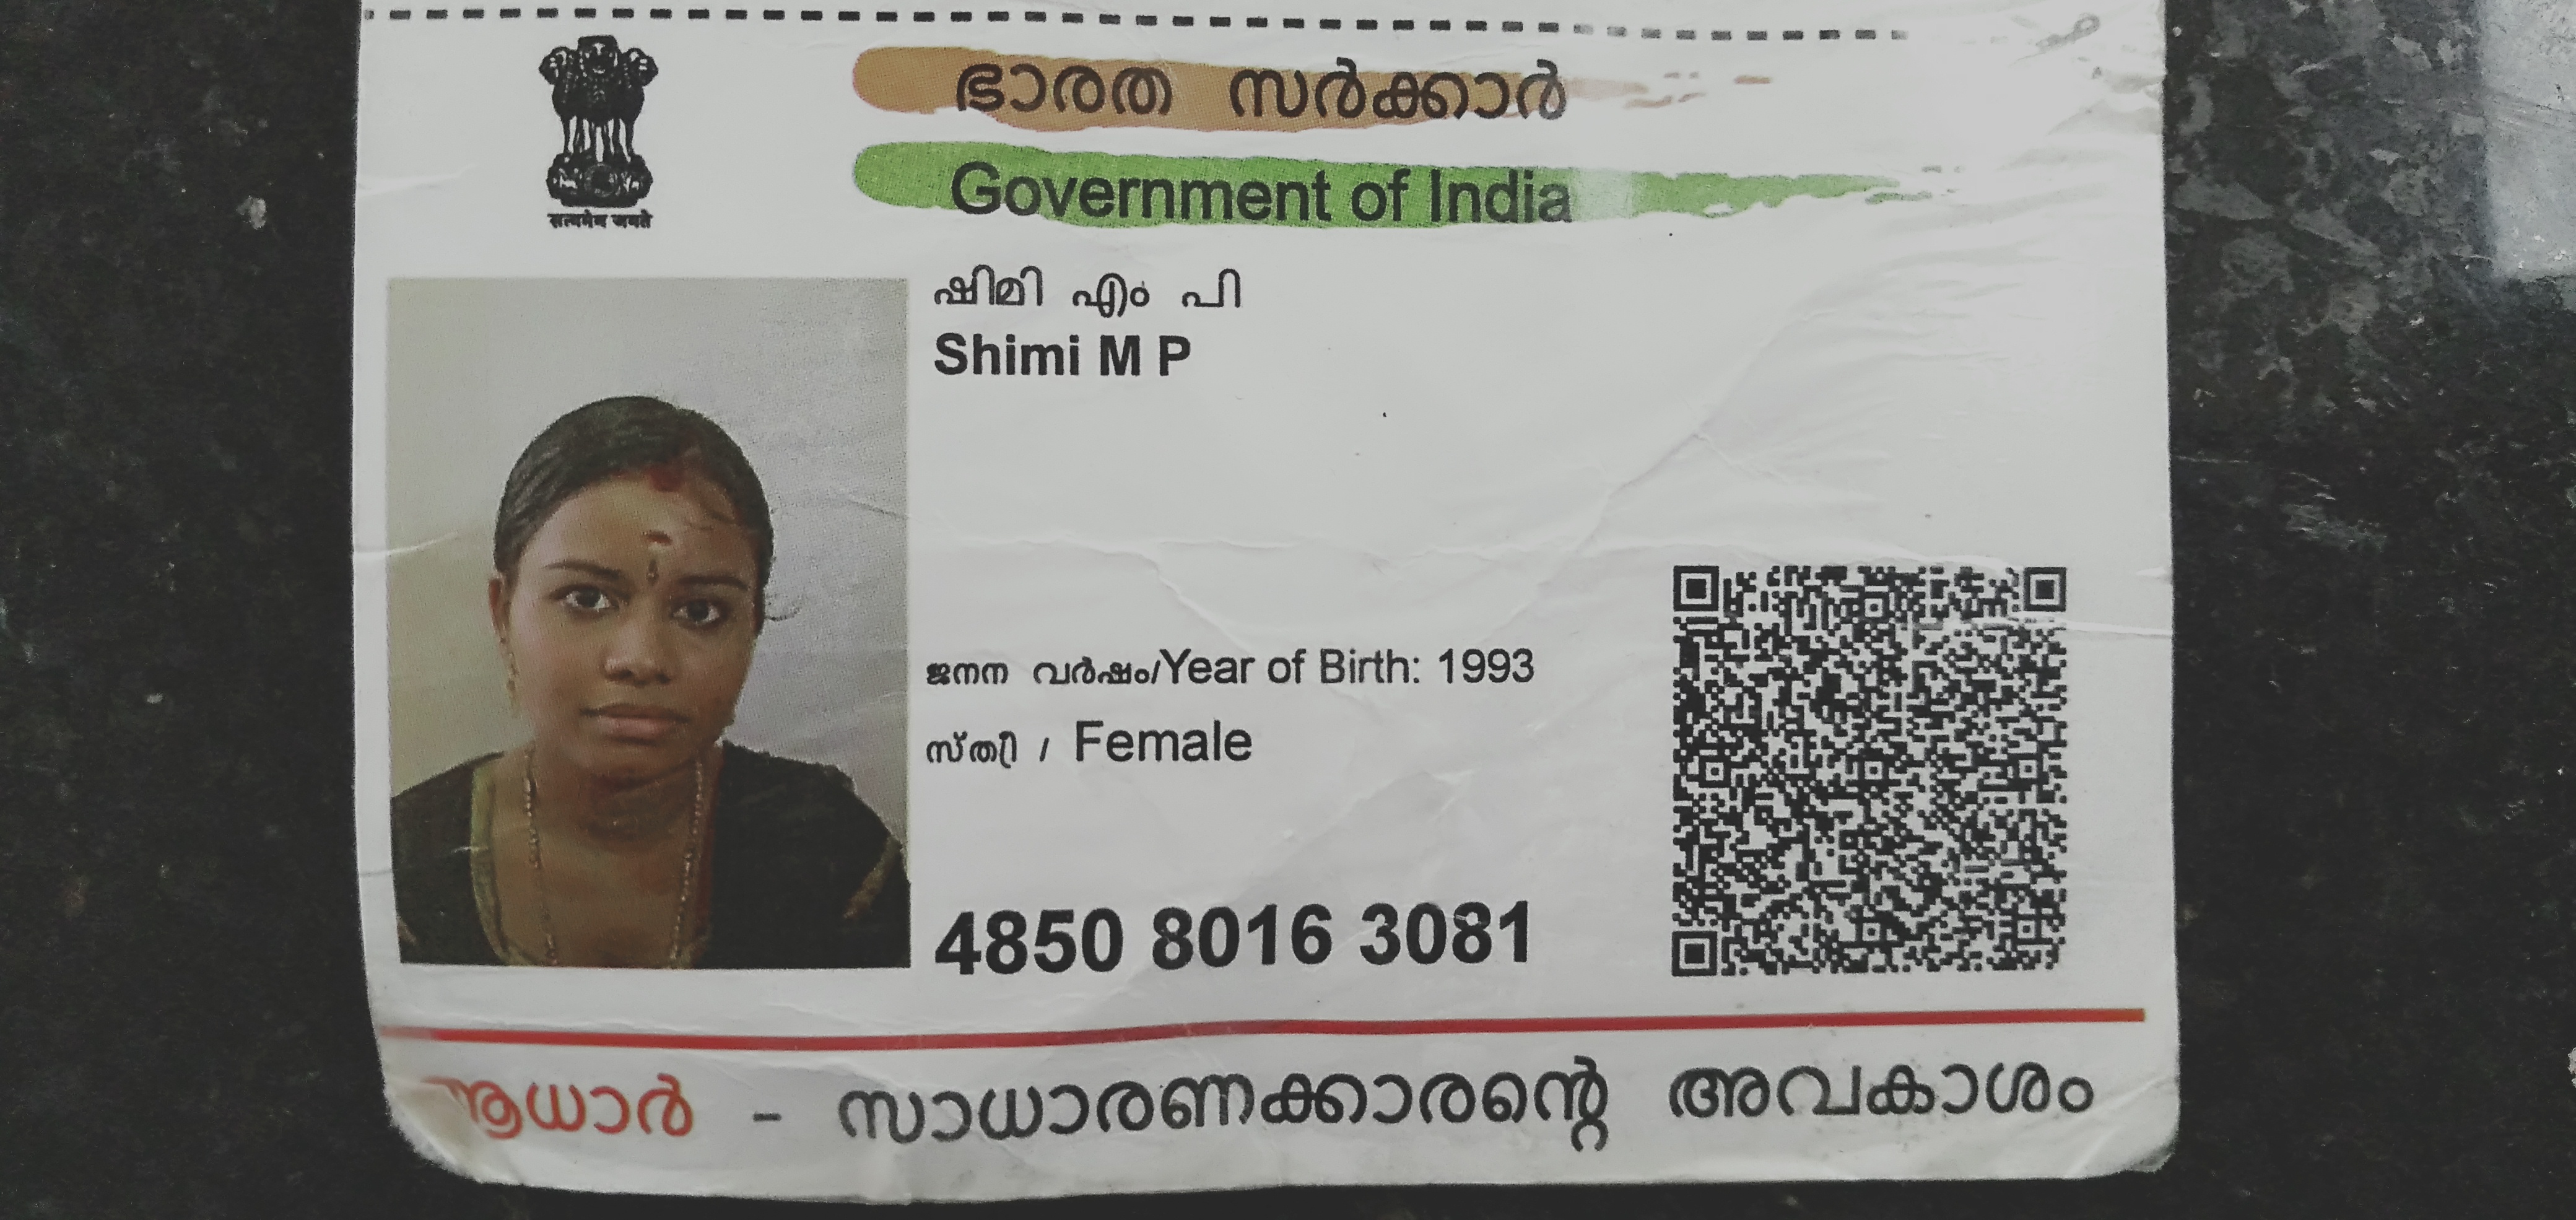 ഭാരത സർക്കാർ
Government of India
सत्यमेव जयते
ഷിമി എം പി
Shimi M P
ജനന വർഷം/Year of Birth: 1993
സ്ത്രീ / Female
4850 8016 3081
ആധാർ - സാധാരണക്കാരന്റെ അവകാശം